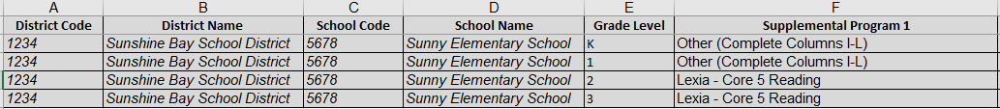 A B C D E F
District Code District Name School Code School Name Grade Level Supplemental Program 1
1234 Sunshine Bay School District 5678 Sunny Elementary School K Other (Complete Columns I-L)
1234 Sunshine Bay School District 5678 Sunny Elementary School 1 Other (Complete Columns I-L)
1234 Sunshine Bay School District 5678 Sunny Elementary School 2 Lexia - Core 5 Reading
1234 Sunshine Bay School District 5678 Sunny Elementary School 3 Lexia - Core 5 Reading